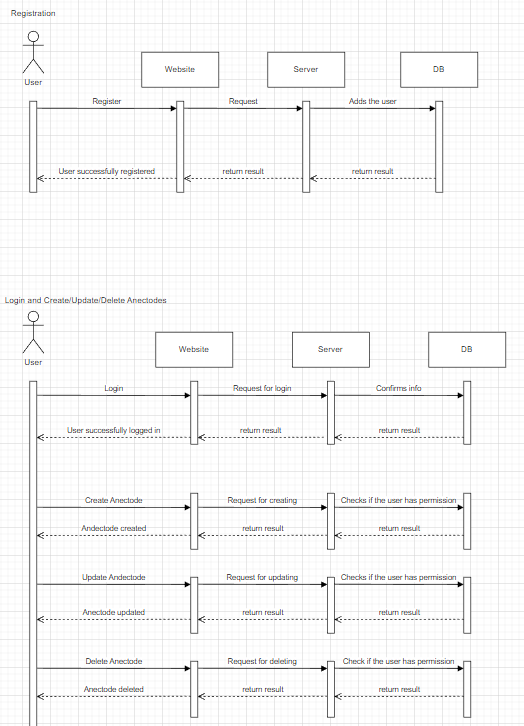 Registration
User
Website
Server
DB
Register
Request
Adds the user
User successfully registered
return result
return result
Login and Create/Update/Delete Anectodes
User
Website
Server
DB
Login
Request for login
Confirms info
User successfully logged in
return result
return result
Create Anectode
Request for creating
Checks if the user has permission
Andectode created
return result
return result
Update Andectode
Request for updating
Checks if the user has permission
Anectode updated
return result
return result
Delete Anectode
Request for deleting
Check if the user has permission
Anectode deleted
return result
return result